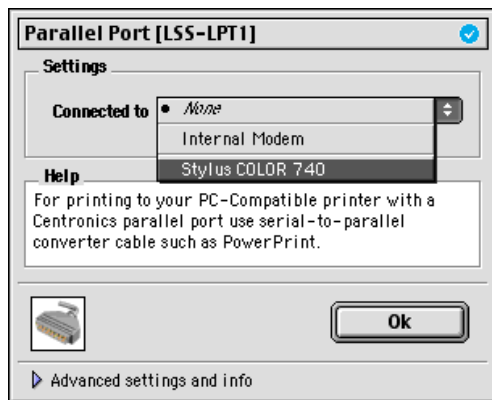 Parallel Port [LSS-LPT1]
Settings
Connected to • None
Internal Modem
Stylus COLOR 740
Help
For printing to your PC-Compatible printer with a
Centronics parallel port use serial-to-parallel
converter cable such as PowerPrint.
Ok
Advanced settings and info